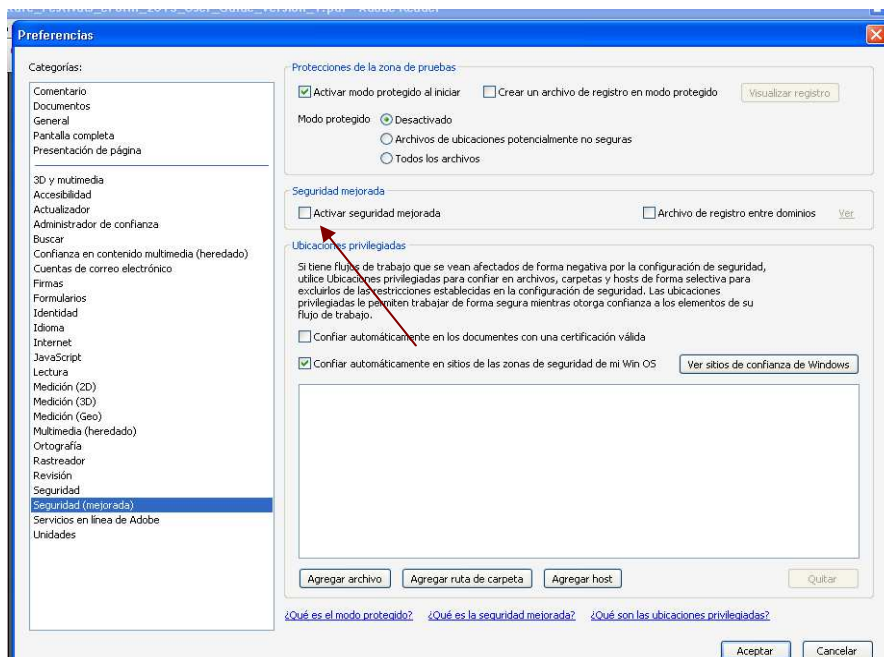 Preferencias
Categorías:
Comentario
Documentos
General
Pantalla completa
Presentación de página
3D y mutimedia
Accesibilidad
Actualizador
Administrador de confianza
Buscar
Confianza en contenido multimedia (heredado)
Cuentas de correo electrónico
Firmas
Formularios
Identidad
Idioma
Internet
JavaScript
Lectura
Medición (2D)
Medición (3D)
Medición (Geo)
Multimedia (heredado)
Ortografía
Rastreador
Revisión
Seguridad
Seguridad (mejorada)
Servicios en línea de Adobe
Unidades
Protecciones de la zona de pruebas
Activar modo protegido al iniciar Crear un archivo de registro en modo protegido Visualizar registro
Modo protegido Desactivado
Archivos de ubicaciones potencialmente no seguras
Todos los archivos
Seguridad mejorada
Activar seguridad mejorada Archivo de registro entre dominios Ver
Ubicaciones privilegiadas
Si tiene flujos de trabajo que se vean afectados de forma negativa por la configuración de seguridad,
utilice Ubicaciones privilegiadas para confiar en archivos, carpetas y hosts de forma selectiva para
excluirlos de las restricciones establecidas en la configuración de seguridad. Las ubicaciones
privilegiadas le permiten trabajar de forma segura mientras otorga confianza a los elementos de su
flujo de trabajo.
Confiar automáticamente en los documentos con una certificación válida
Confiar automáticamente en sitios de las zonas de seguridad de mi Win OS Ver sitios de confianza de Windows
Agregar archivo Agregar ruta de carpeta Agregar host Quitar
¿Qué es el modo protegido? ¿Qué es la seguridad mejorada? ¿Qué son las ubicaciones privilegiadas?
Aceptar Cancelar